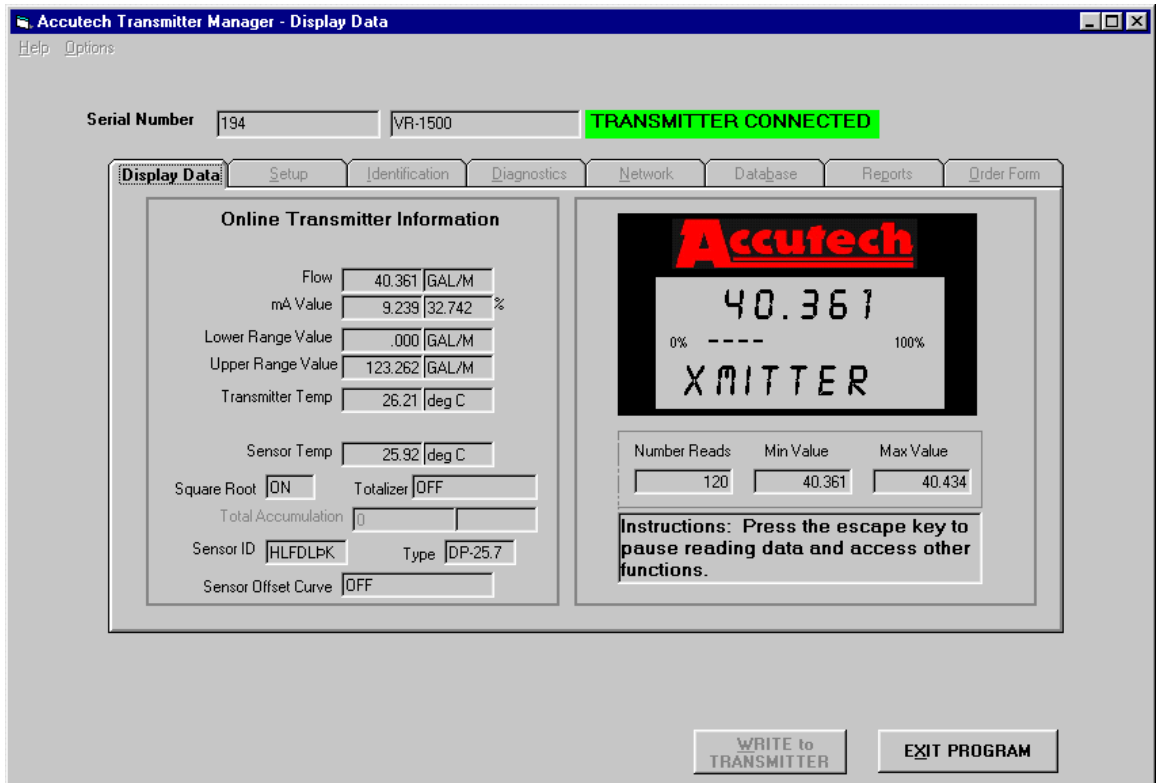 Accutech Transmitter Manager - Display Data
Help Options
Serial Number 194 VR-1500 TRANSMITTER CONNECTED
Display Data Setup Identification Diagnostics Network Database Reports Order Form
Online Transmitter Information
Flow 40.361 GAL/M
mA Value 9.239 32.742 %
Lower Range Value .000 GAL/M
Upper Range Value 123.262 GAL/M
Transmitter Temp 26.21 deg C
Sensor Temp 25.92 deg C
Square Root ON Totalizer OFF
Total Accumulation 0
Sensor ID HLFDLÞK Type DP-25.7
Sensor Offset Curve OFF
Accutech
40.361
0% ---- 100%
XMITTER
Number Reads Min Value Max Value
120 40.361 40.434
Instructions: Press the escape key to
pause reading data and access other
functions.
WRITE to
TRANSMITTER
EXIT PROGRAM